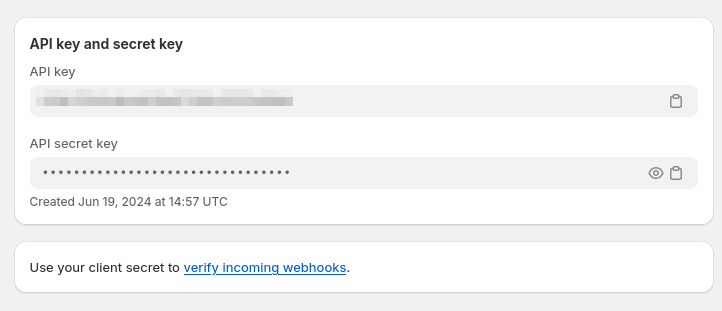 API key and secret key
API key
API secret key
••••••••••••••••••••••••••••••••
Created Jun 19, 2024 at 14:57 UTC
Use your client secret to verify incoming webhooks.